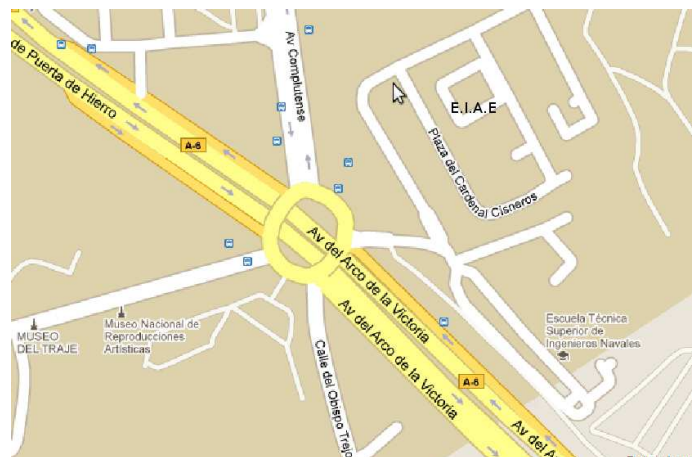 de Puerta de Hierro
Av Complutense
E.I.A.E
A-6
Plaza del Cardenal Cisneros
Av del Arco de la Victoria
Av del Arco de la Victoria
MUSEO
DEL TRAJE
Museo Nacional de
Reproducciones
Artísticas
Calle del Obispo Trejo
Escuela Técnica
Superior de
Ingenieros Navales
A-6
Av del A